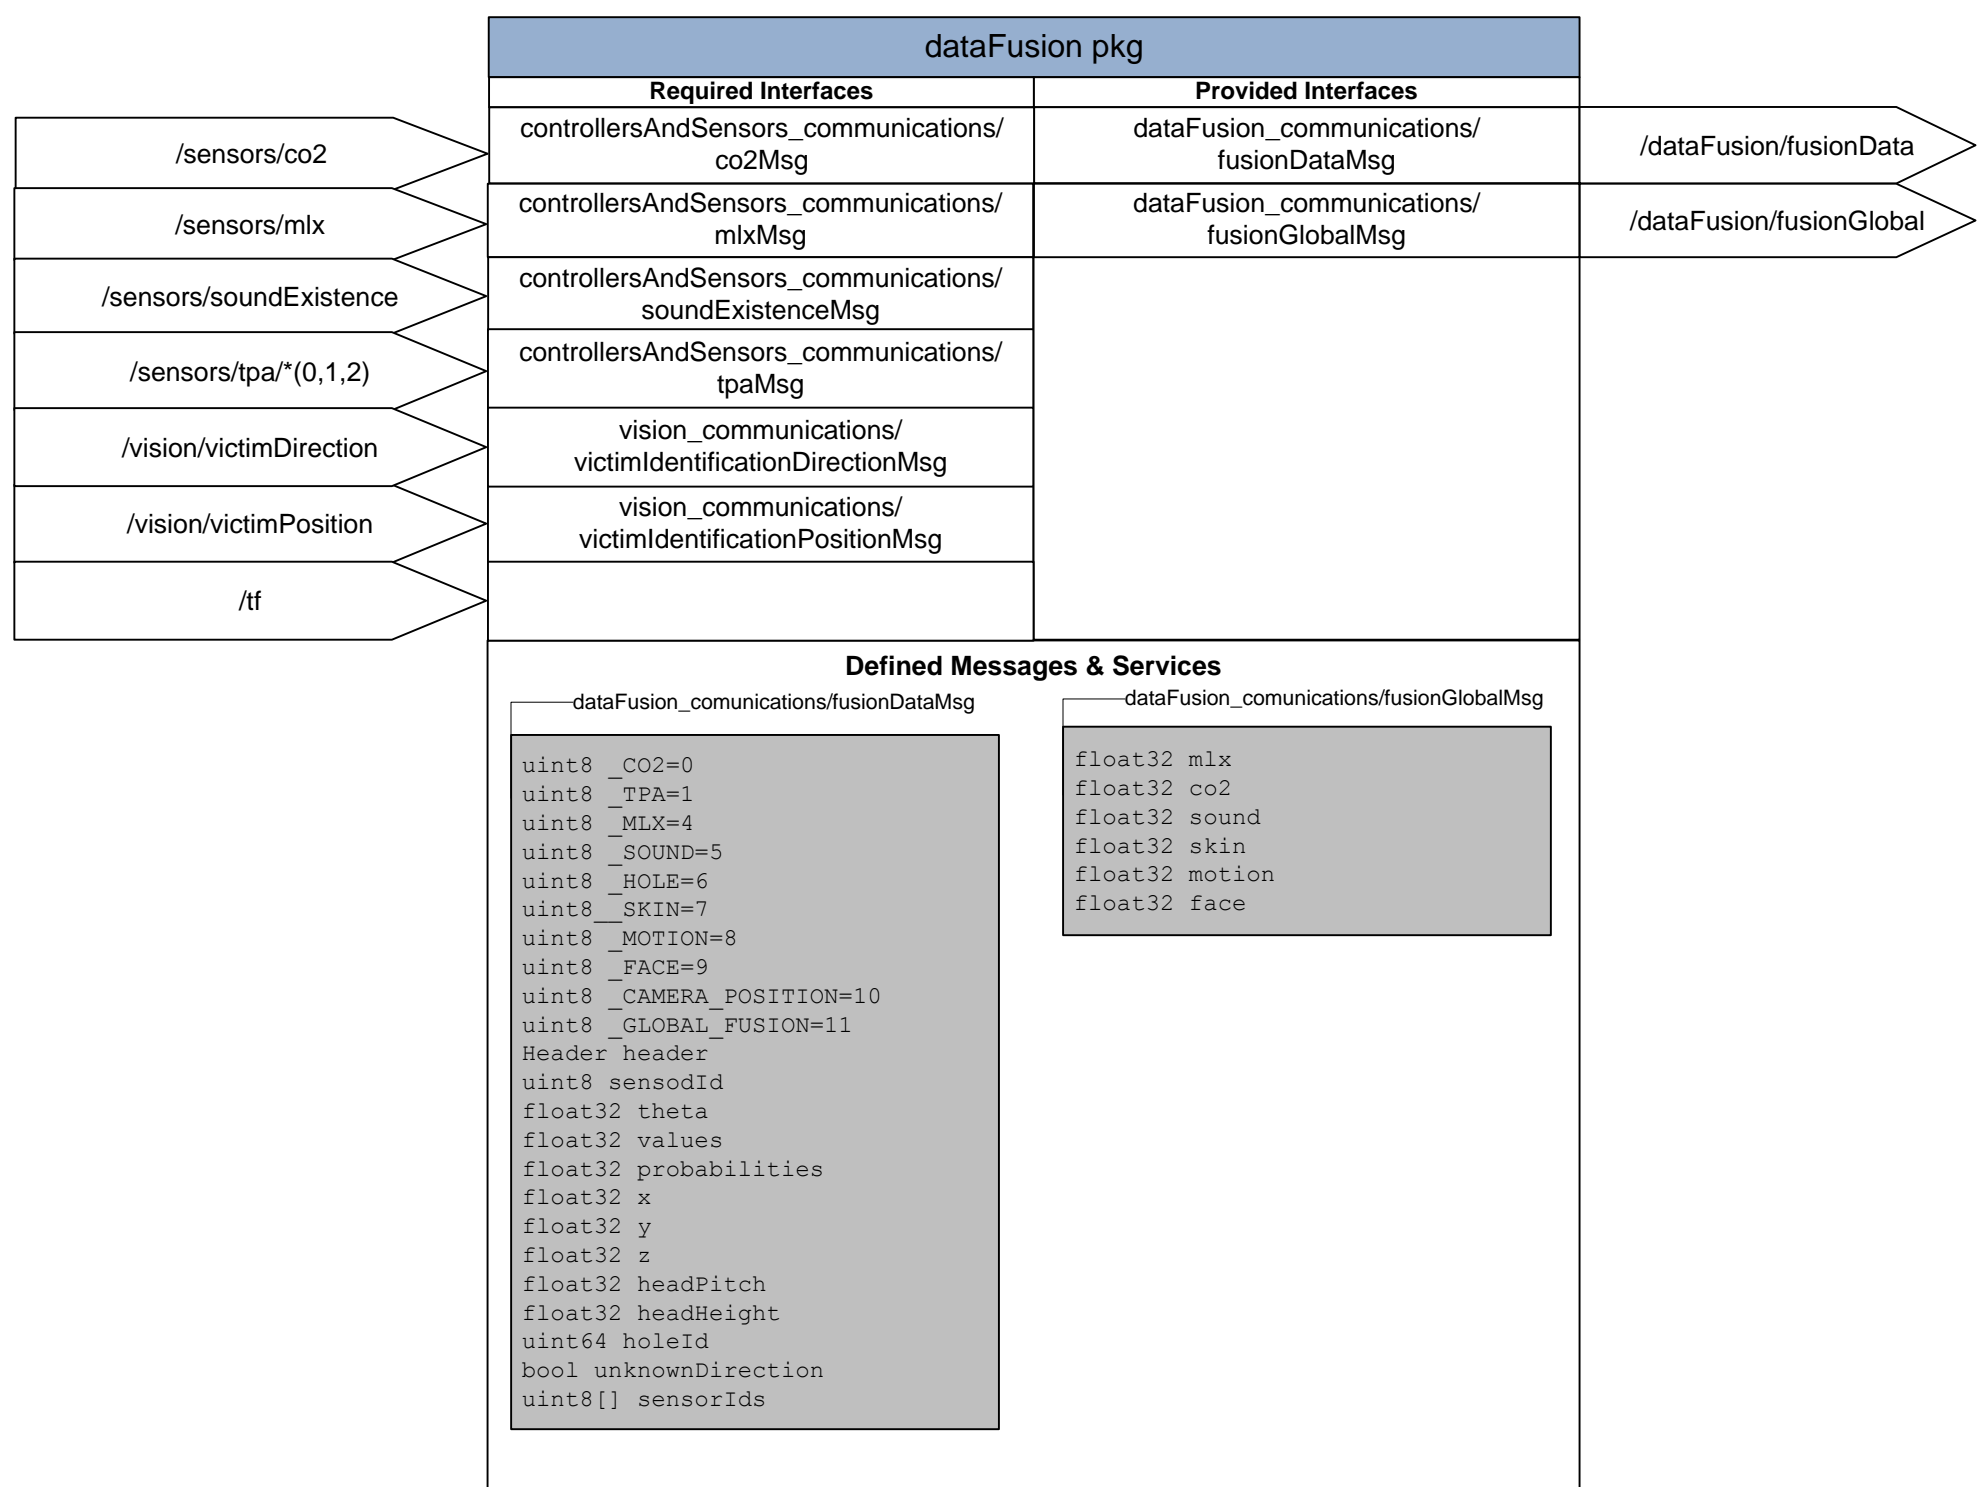 dataFusion pkg
Required Interfaces
Provided Interfaces
/sensors/co2
controllersAndSensors_communications/
co2Msg
dataFusion_communications/
fusionDataMsg
/dataFusion/fusionData
/sensors/mlx
controllersAndSensors_communications/
mlxMsg
dataFusion_communications/
fusionGlobalMsg
/dataFusion/fusionGlobal
/sensors/soundExistence
controllersAndSensors_communications/
soundExistenceMsg
/sensors/tpa/*(0,1,2)
controllersAndSensors_communications/
tpaMsg
/vision/victimDirection
vision_communications/
victimIdentificationDirectionMsg
/vision/victimPosition
vision_communications/
victimIdentificationPositionMsg
/tf
Defined Messages & Services
dataFusion_comunications/fusionDataMsg
uint8 _CO2=0
uint8 _TPA=1
uint8 _MLX=4
uint8 _SOUND=5
uint8 _HOLE=6
uint8__SKIN=7
uint8 _MOTION=8
uint8 _FACE=9
uint8 _CAMERA_POSITION=10
uint8 _GLOBAL_FUSION=11
Header header
uint8 sensodId
float32 theta
float32 values
float32 probabilities
float32 x
float32 y
float32 z
float32 headPitch
float32 headHeight
uint64 holeId
bool unknownDirection
uint8[] sensorIds
dataFusion_comunications/fusionGlobalMsg
float32 mlx
float32 co2
float32 sound
float32 skin
float32 motion
float32 face